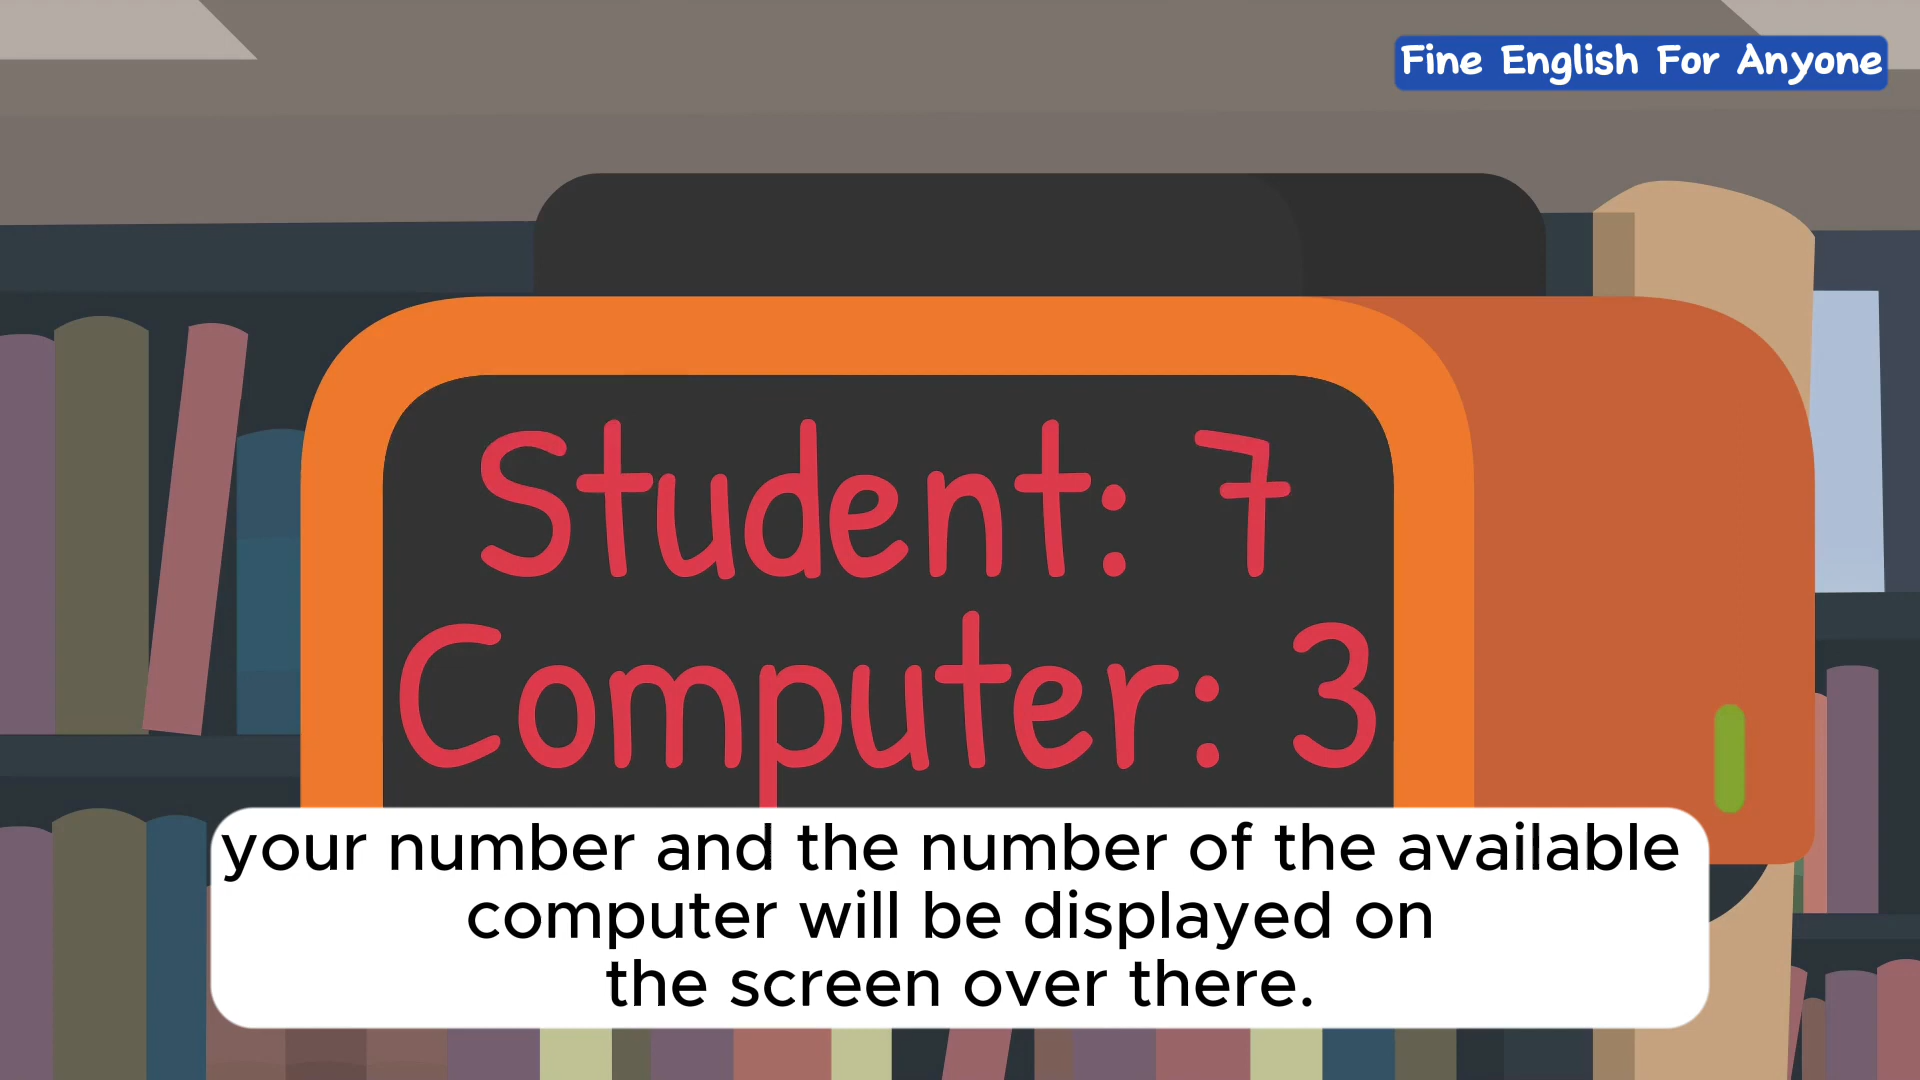 Fine English For Anyone
Student: 7
Computer: 3
your number and the number of the available
computer will be displayed on
the screen over there.